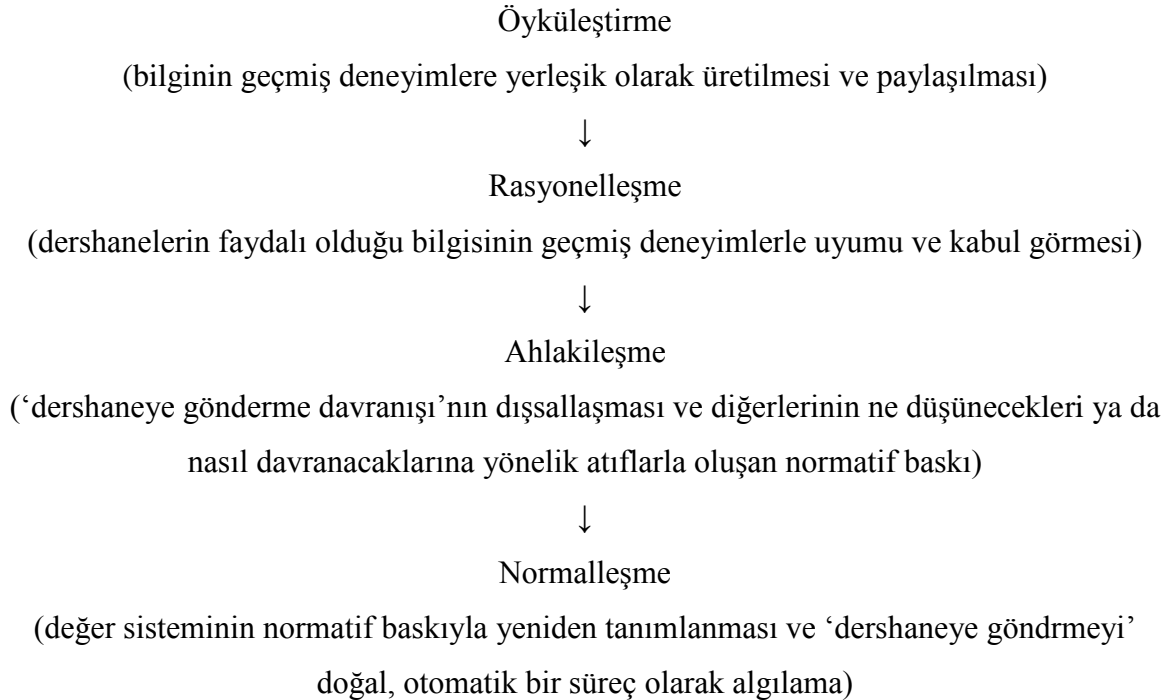 Öyküleştirme
(bilginin geçmiş deneyimlere yerleşik olarak üretilmesi ve paylaşılması)
↓
Rasyonelleşme
(dershanelerin faydalı olduğu bilgisinin geçmiş deneyimlerle uyumu ve kabul görmesi)
↓
Ahlakileşme
(‘dershaneye gönderme davranışı’nın dışsallaşması ve diğerlerinin ne düşünecekleri ya da
nasıl davranacaklarına yönelik atıflarla oluşan normatif baskı)
↓
Normalleşme
(değer sisteminin normatif baskıyla yeniden tanımlanması ve ‘dershaneye göndrmeyi’
doğal, otomatik bir süreç olarak algılama)